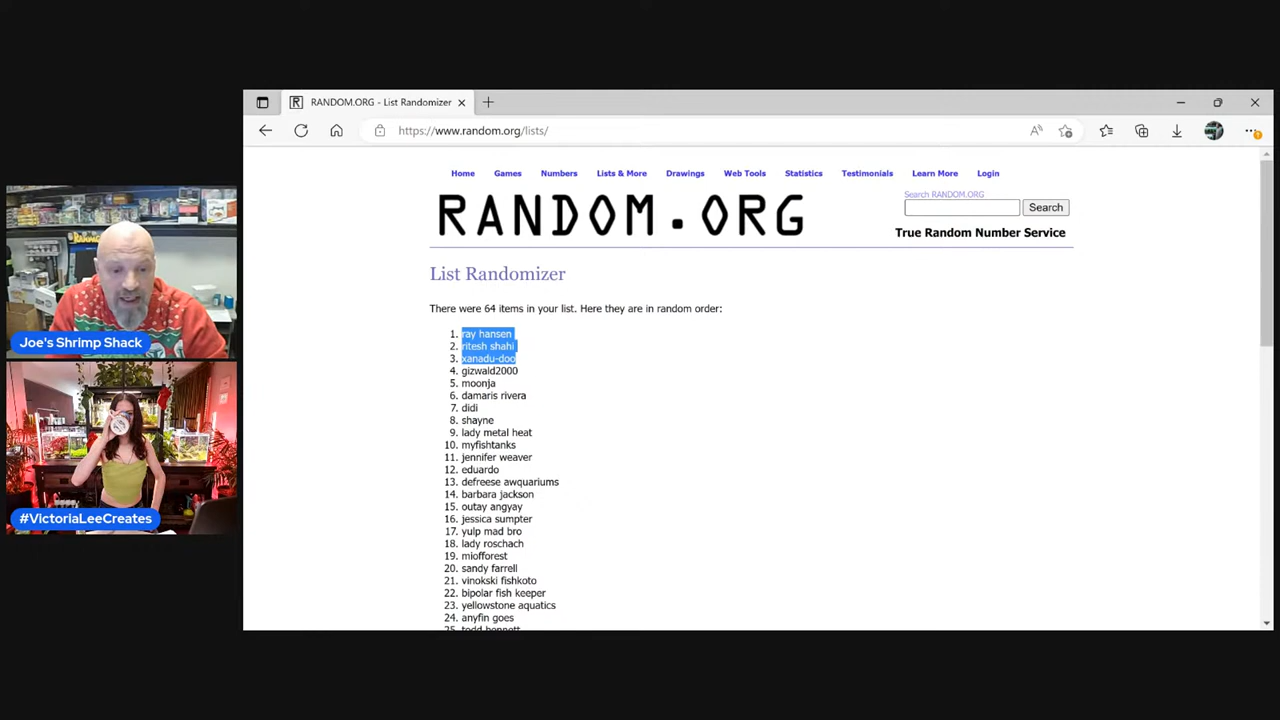 RANDOM.ORG - List Randomizer
https://www.random.org/lists/
Home Games Numbers Lists & More Drawings Web Tools Statistics Testimonials Learn More Login
RANDOM.ORG
Search RANDOM.ORG
Search
True Random Number Service
List Randomizer
There were 64 items in your list. Here they are in random order:
1. ray hansen
2. ritesh shahi
3. xanadu-doo
4. gizwald2000
5. moonja
6. damaris rivera
7. didi
8. shayne
9. lady metal heat
10. myfishtanks
11. jennifer weaver
12. eduardo
13. defreese awquariums
14. barbara jackson
15. outay angyay
16. jessica sumpter
17. yulp mad bro
18. lady roschach
19. miofforest
20. sandy farrell
21. vinokski fishkoto
22. bipolar fish keeper
23. yellowstone aquatics
24. anyfin goes
25. todd bennett
Joe's Shrimp Shack
#VictoriaLeeCreates